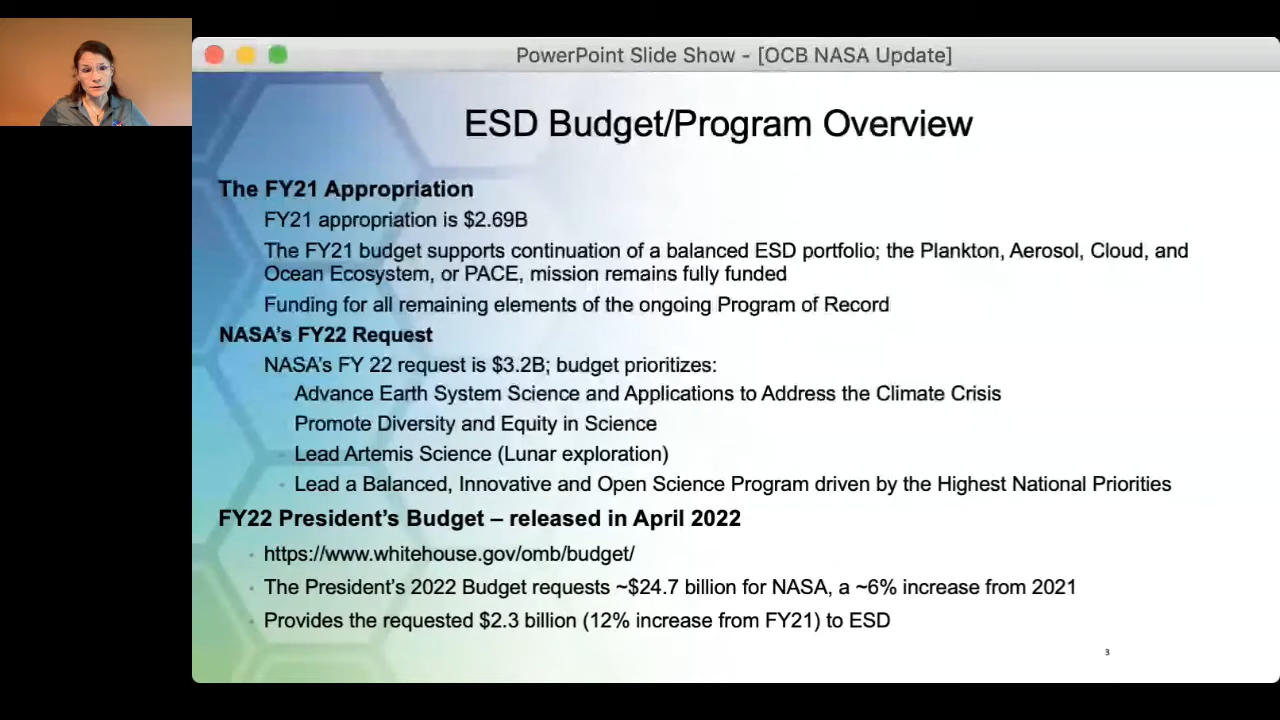 PowerPoint Slide Show - [OCB NASA Update]
ESD Budget/Program Overview
The FY21 Appropriation
FY21 appropriation is $2.69B
The FY21 budget supports continuation of a balanced ESD portfolio; the Plankton, Aerosol, Cloud, and
Ocean Ecosystem, or PACE, mission remains fully funded
Funding for all remaining elements of the ongoing Program of Record
NASA's FY22 Request
NASA's FY 22 request is $3.2B; budget prioritizes:
Advance Earth System Science and Applications to Address the Climate Crisis
Promote Diversity and Equity in Science
Lead Artemis Science (Lunar exploration)
Lead a Balanced, Innovative and Open Science Program driven by the Highest National Priorities
FY22 President's Budget – released in April 2022
https://www.whitehouse.gov/omb/budget/
The President's 2022 Budget requests ~$24.7 billion for NASA, a ~6% increase from 2021
Provides the requested $2.3 billion (12% increase from FY21) to ESD
3